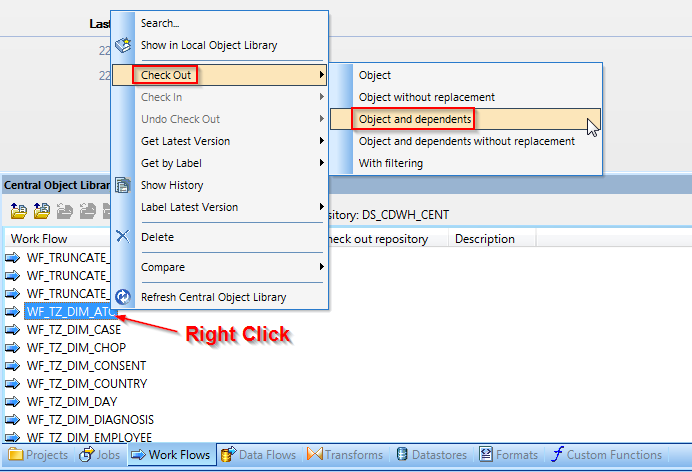 Last
22
22
Search...
Show in Local Object Library
Check Out
Check In
Undo Check Out
Get Latest Version
Get by Label
Show History
Label Latest Version
Delete
Compare
Refresh Central Object Library
Object
Object without replacement
Object and dependents
Object and dependents without replacement
With filtering
Central Object Librar
sitory: DS_CDWH_CENT
Work Flow heck out repository Description
WF_TRUNCATE_
WF_TRUNCATE_
WF_TRUNCATE_
WF_TZ_DIM_ATC
WF_TZ_DIM_CASE
WF_TZ_DIM_CHOP
WF_TZ_DIM_CONSENT
WF_TZ_DIM_COUNTRY
WF_TZ_DIM_DAY
WF_TZ_DIM_DIAGNOSIS
WF_TZ_DIM_EMPLOYEE
Right Click
Projects Jobs Work Flows Data Flows Transforms Datastores Formats Custom Functions